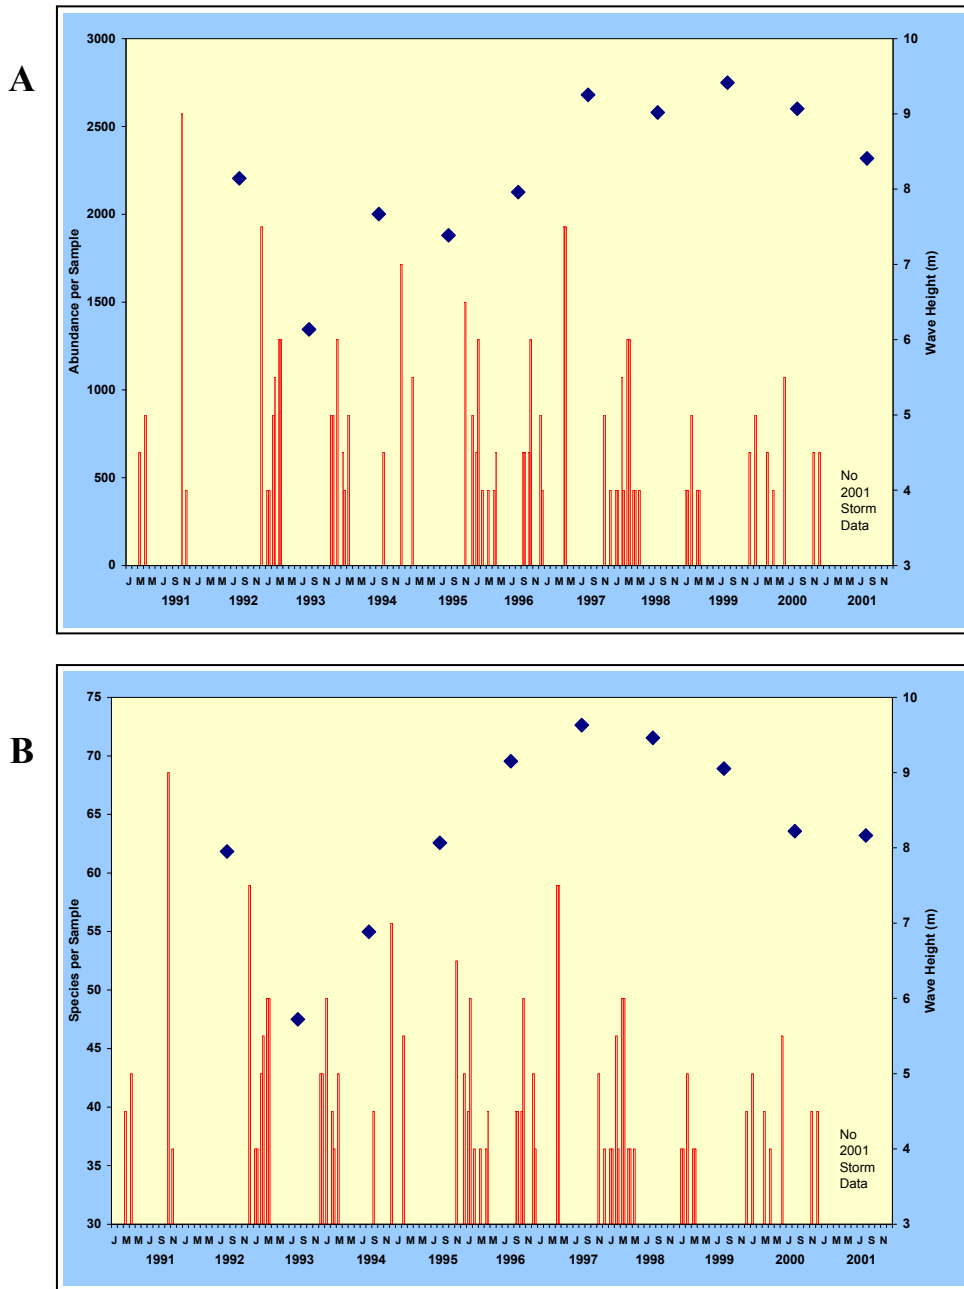 A
3000
2500
2000
1500
1000
500
0
Abundance per Sample
10
9
8
7
6
5
4
3
Wave Height (m)
No
2001
Storm
Data
J M M J S N J M M J S N J M M J S N J M M J S N J M M J S N J M M J S N J M M J S N J M M J S N J M M J S N J M M J S N J M M J S N
1991 1992 1993 1994 1995 1996 1997 1998 1999 2000 2001
B
75
70
65
60
55
50
45
40
35
30
Species per Sample
10
9
8
7
6
5
4
3
Wave Height (m)
No
2001
Storm
Data
J M M J S N J M M J S N J M M J S N J M M J S N J M M J S N J M M J S N J M M J S N J M M J S N J M M J S N J M M J S N J M M J S N
1991 1992 1993 1994 1995 1996 1997 1998 1999 2000 2001